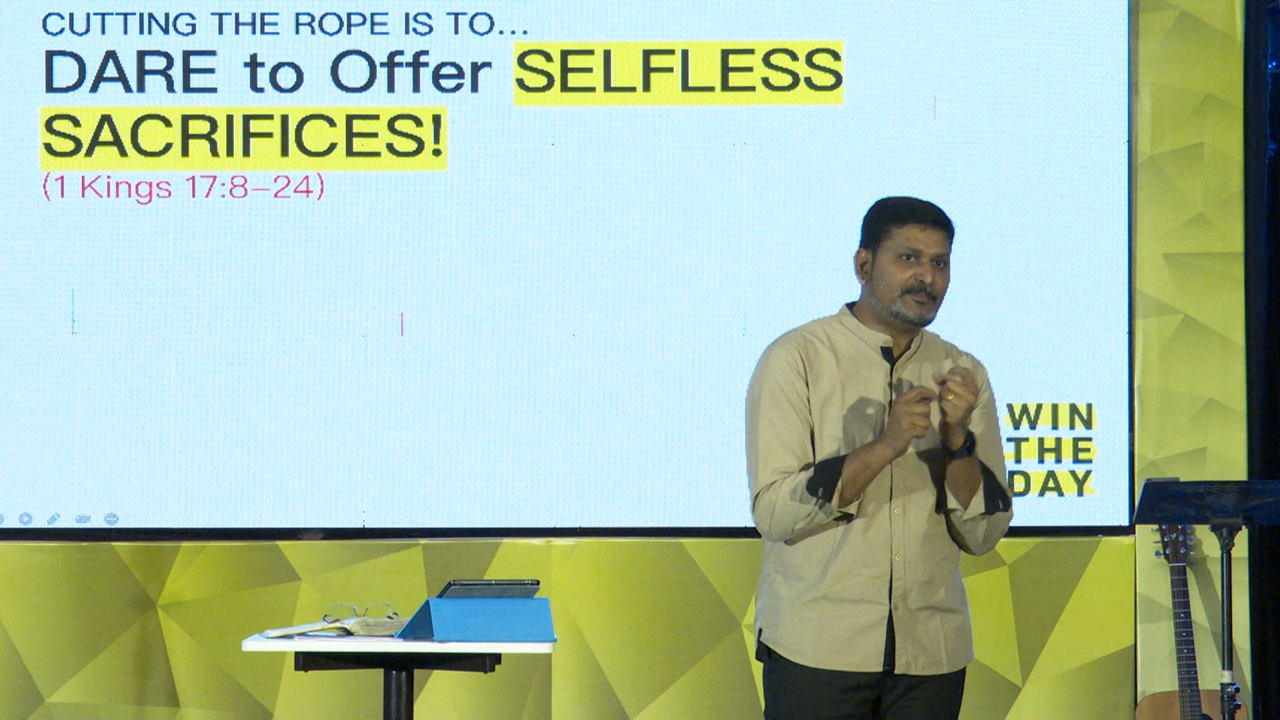 CUTTING THE ROPE IS TO...
DARE to Offer SELFLESS
SACRIFICES!
(1 Kings 17:8–24)
WIN
THE
DAY